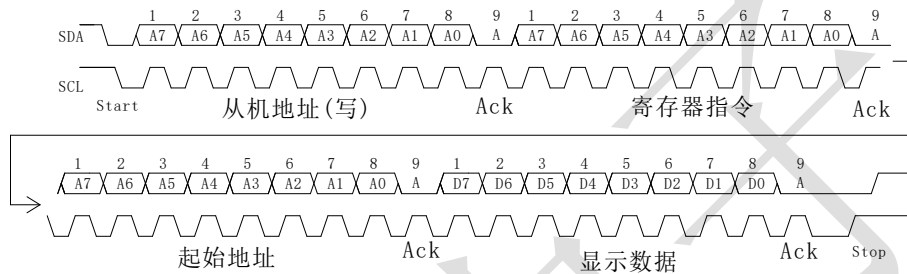 1 2 3 4 5 6 7 8 9 1 2 3 4 5 6 7 8 9
SDA A7 A6 A5 A4 A3 A2 A1 A0 A A7 A6 A5 A4 A3 A2 A1 A0 A
SCL
Start 从机地址(写) Ack 寄存器指令 Ack
1 2 3 4 5 6 7 8 9 1 2 3 4 5 6 7 8 9
A7 A6 A5 A4 A3 A2 A1 A0 A D7 D6 D5 D4 D3 D2 D1 D0 A
起始地址 Ack 显示数据 Ack Stop